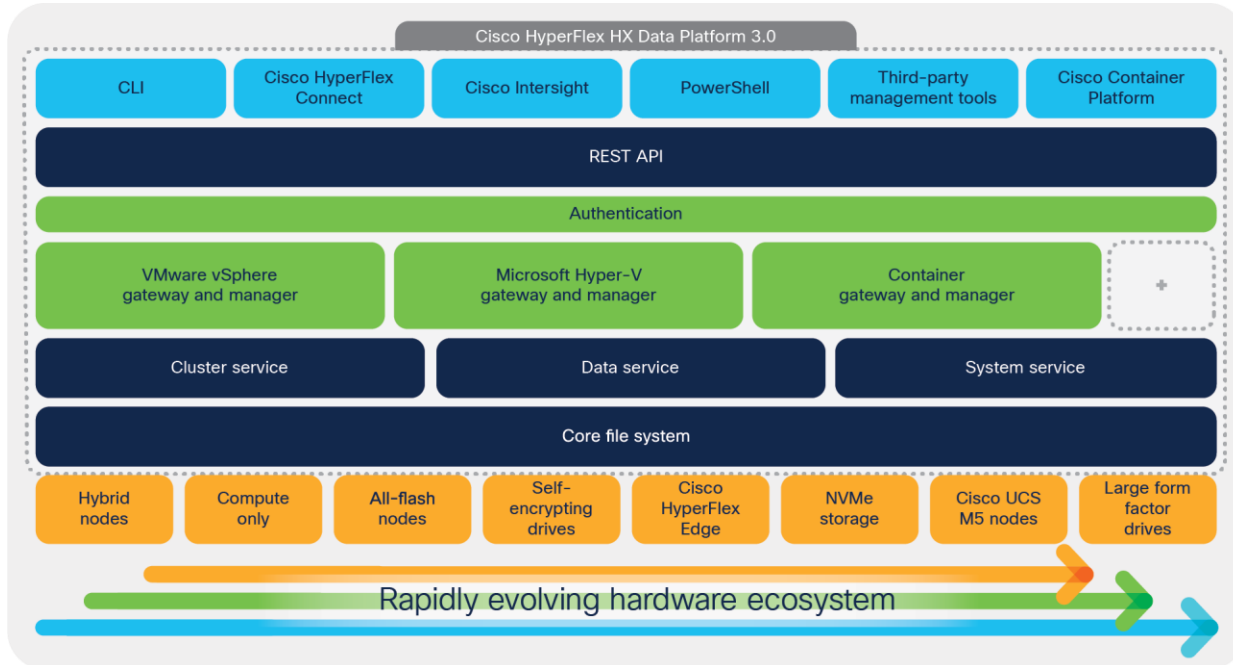 Cisco HyperFlex HX Data Platform 3.0
CLI
Cisco HyperFlex
Connect
Cisco Intersight
PowerShell
Third-party
management tools
Cisco Container
Platform
REST API
Authentication
VMware vSphere
gateway and manager
Microsoft Hyper-V
gateway and manager
Container
gateway and manager
+
Cluster service
Data service
System service
Core file system
Hybrid
nodes
Compute
only
All-flash
nodes
Self-
encrypting
drives
Cisco
HyperFlex
Edge
NVMe
storage
Cisco UCS
M5 nodes
Large form
factor
drives
Rapidly evolving hardware ecosystem